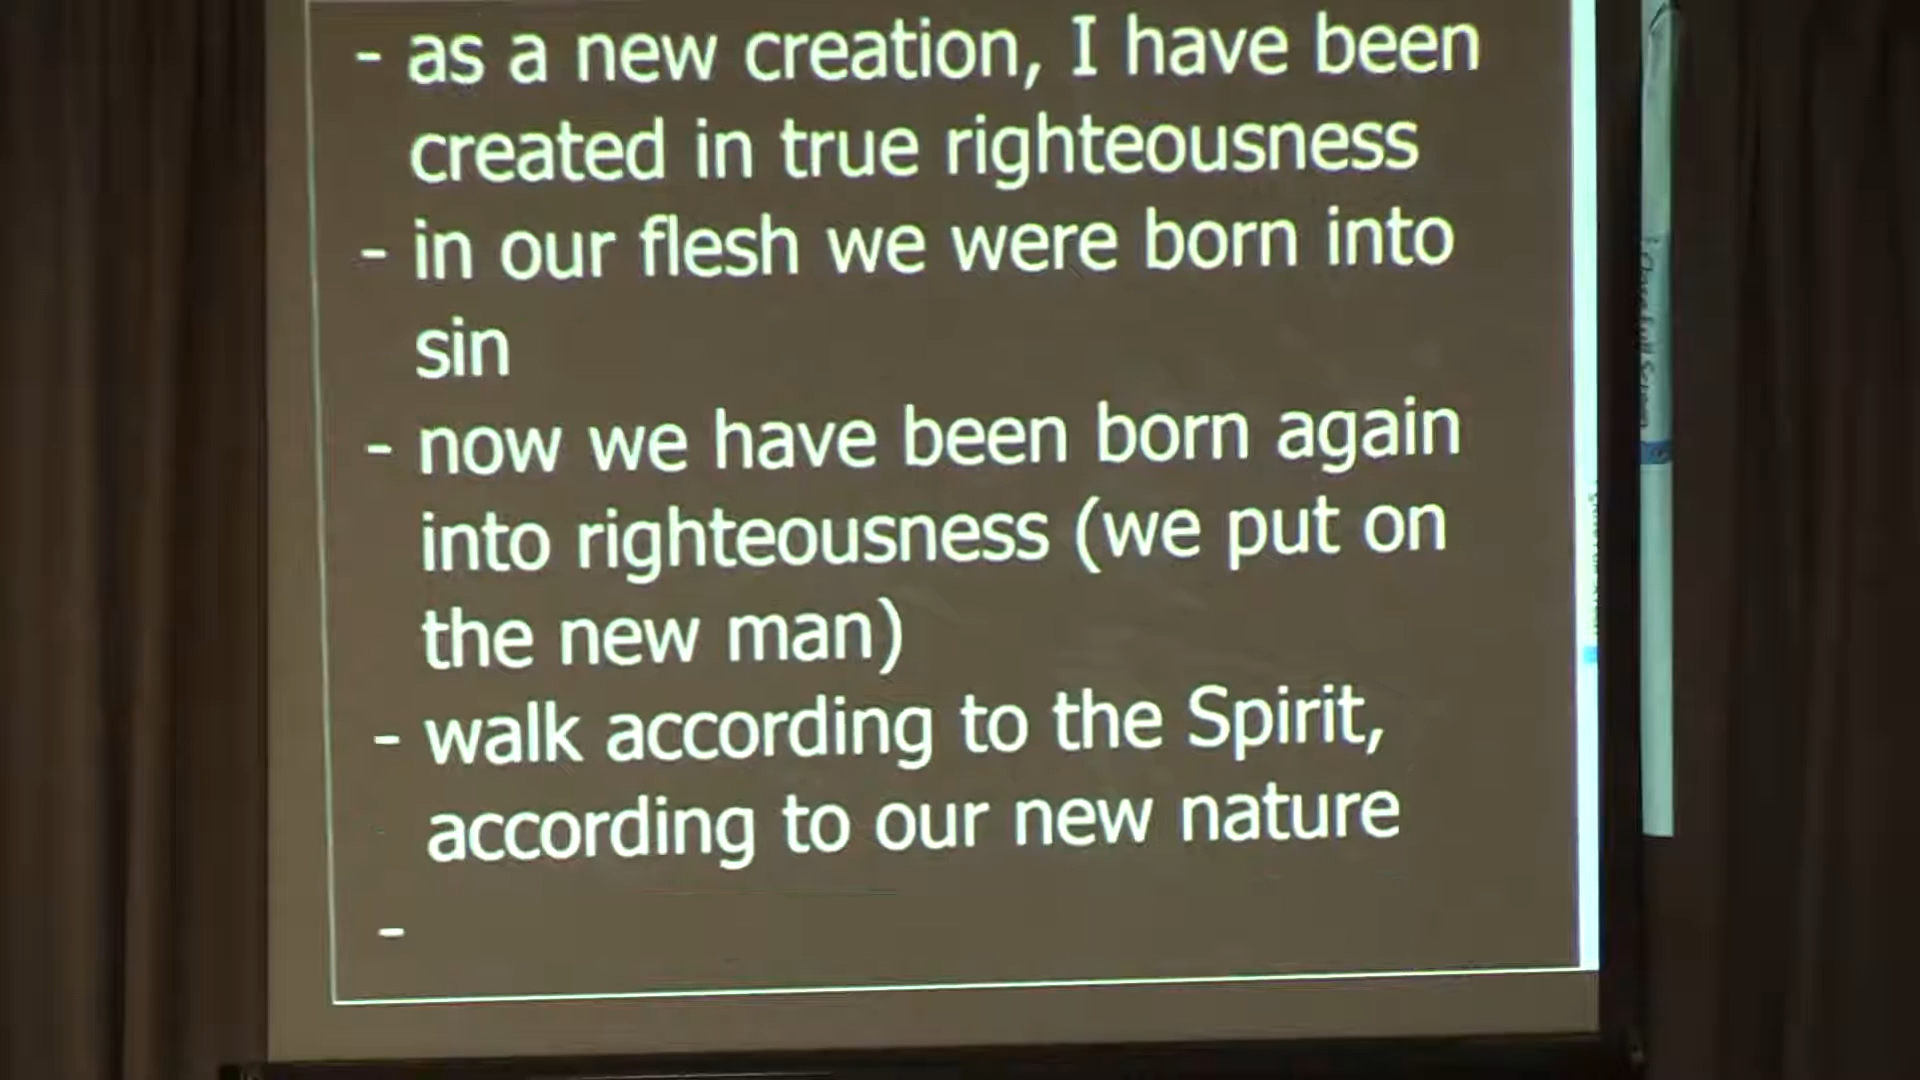 - as a new creation, I have been
created in true righteousness
- in our flesh we were born into
sin
- now we have been born again
into righteousness (we put on
the new man)
- walk according to the Spirit,
according to our new nature
-